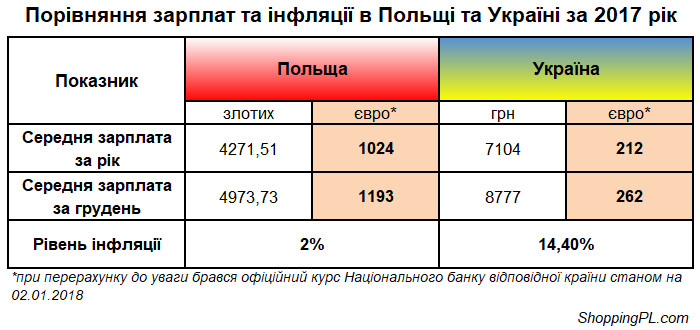 Порівняння зарплат та інфляції в Польщі та Україні за 2017 рік
Показник Польща Україна
злотих євро* грн євро*
Середня зарплата за рік 4271,51 1024 7104 212
Середня зарплата за грудень 4973,73 1193 8777 262
Рівень інфляції 2% 14,40%
*при перерахунку до уваги брався офіційний курс Національного банку відповідної країни станом на
02.01.2018
ShoppingPL.com